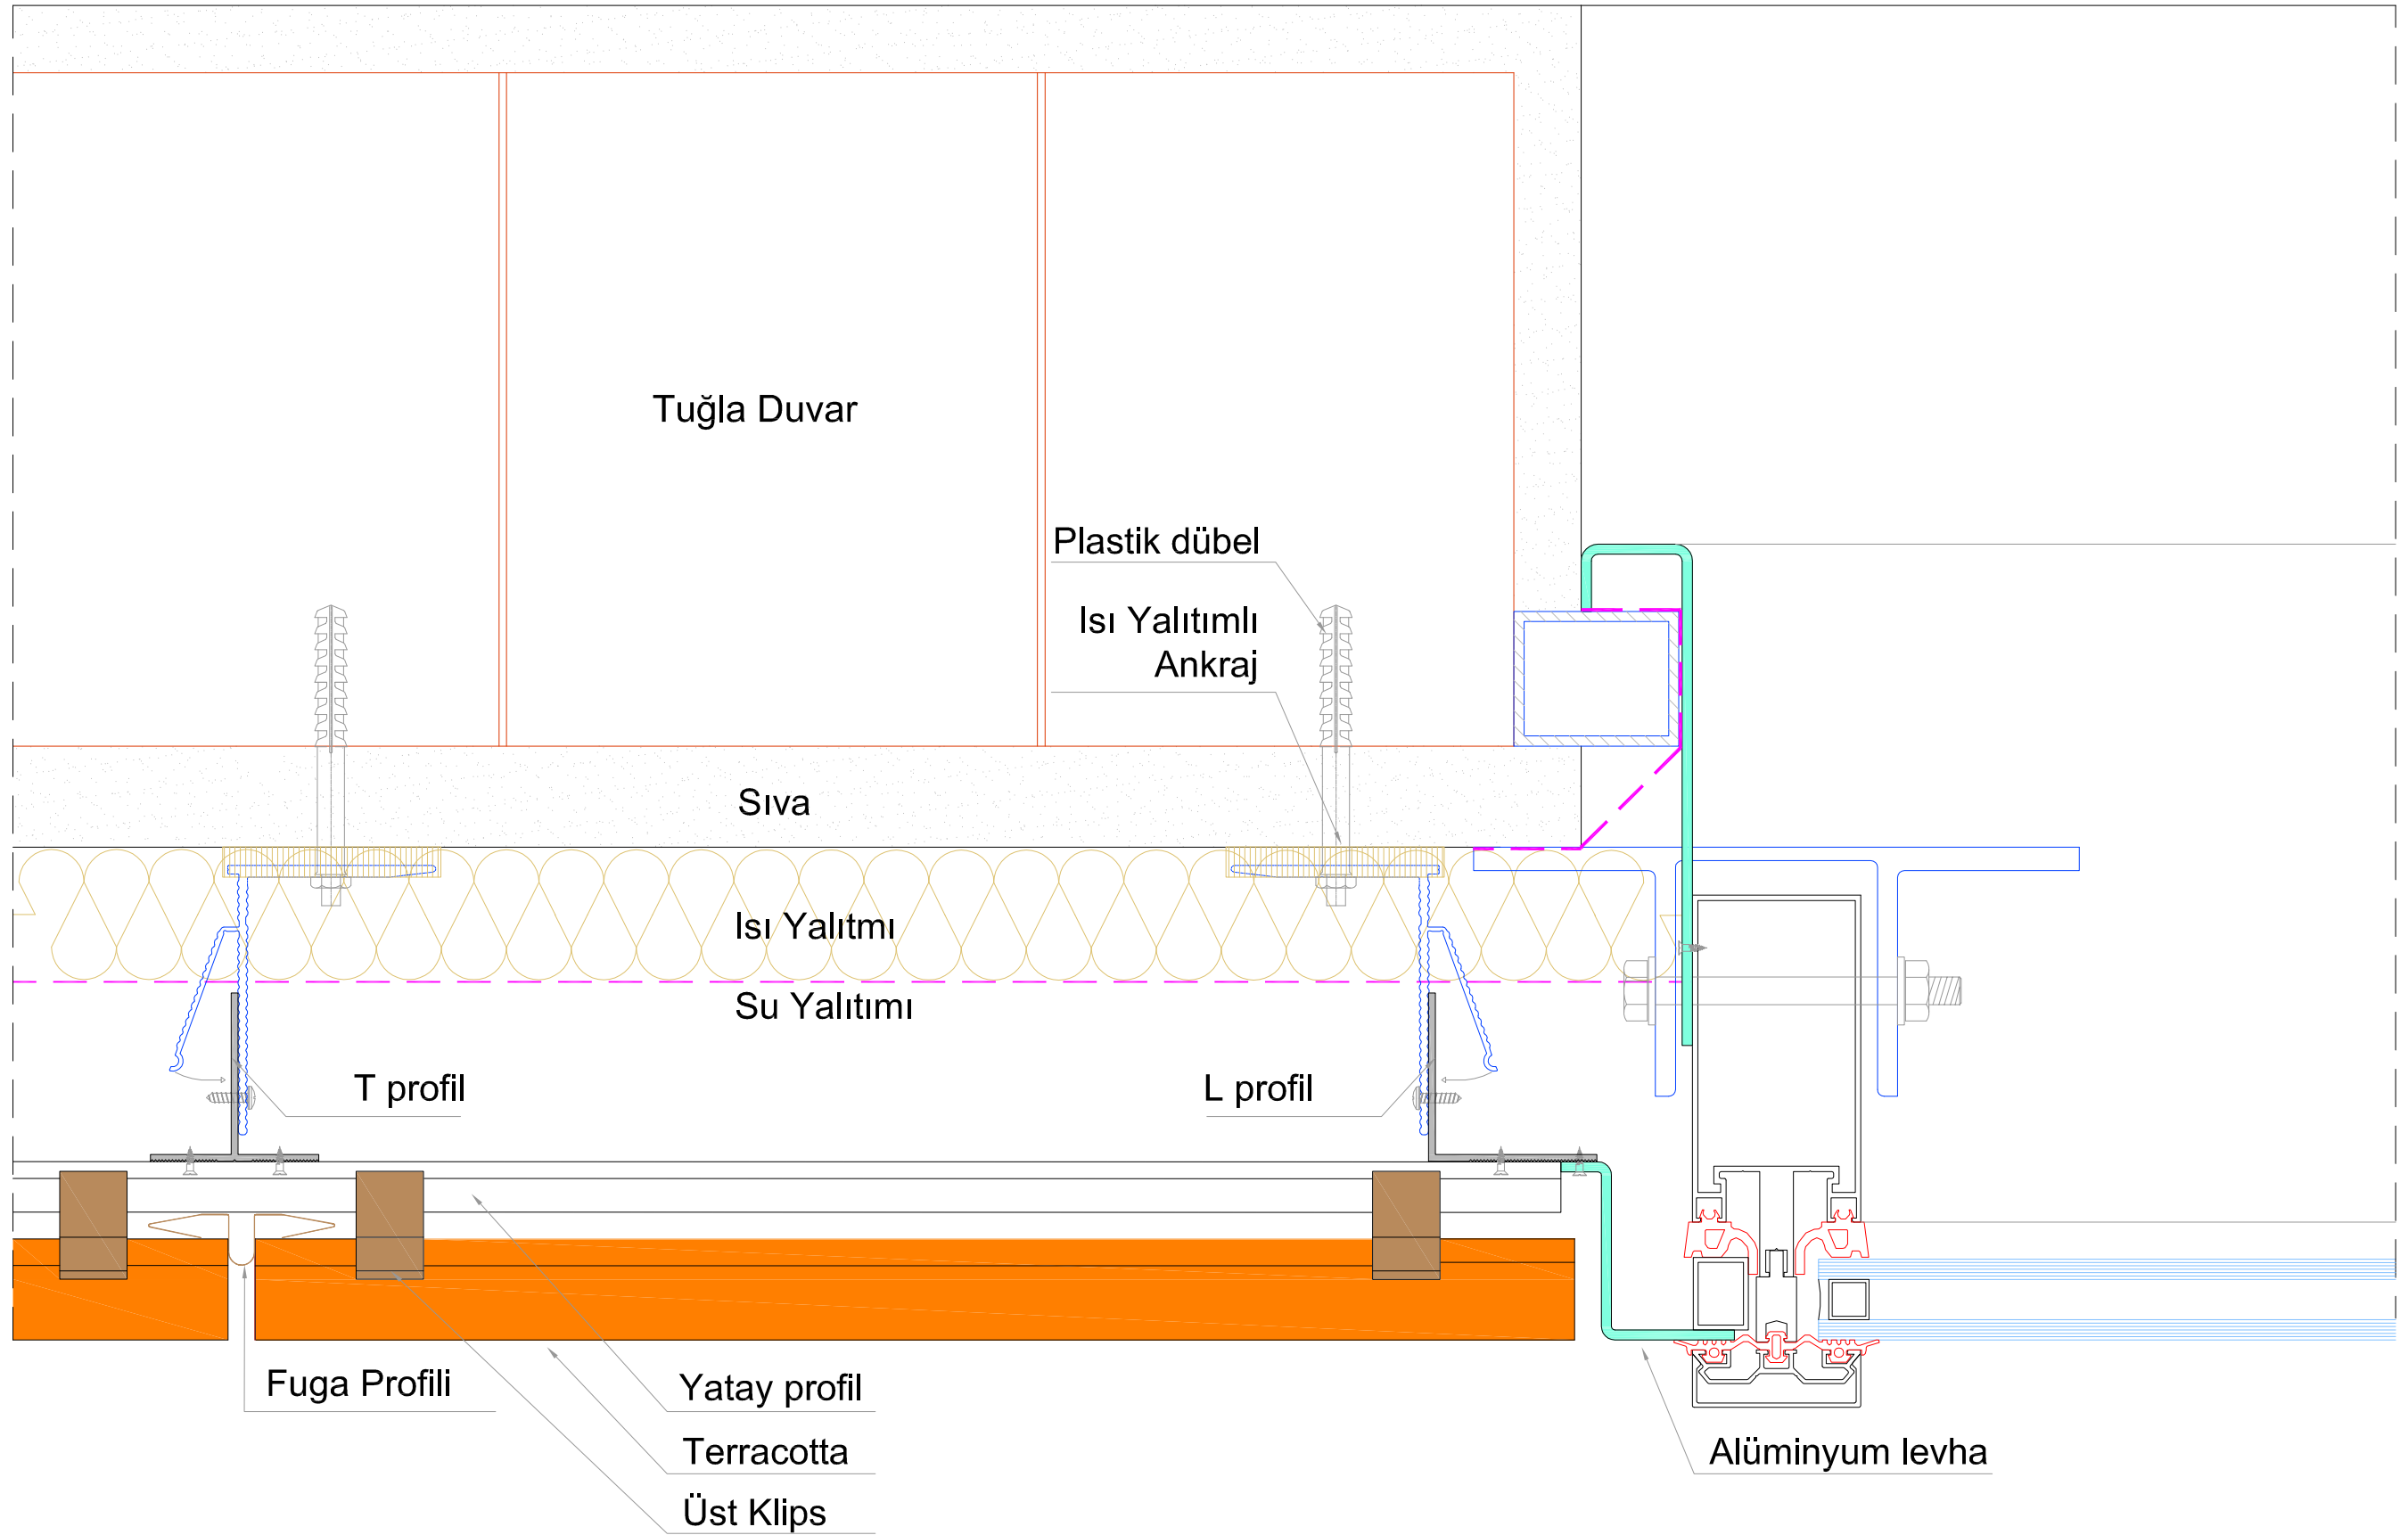 Tuğla Duvar
Plastik dübel
Isı Yalıtımlı
Ankraj
Sıva
Isı Yalıtmı
Su Yalıtımı
T profil
L profil
Fuga Profili
Yatay profil
Terracotta
Üst Klips
Alüminyum levha